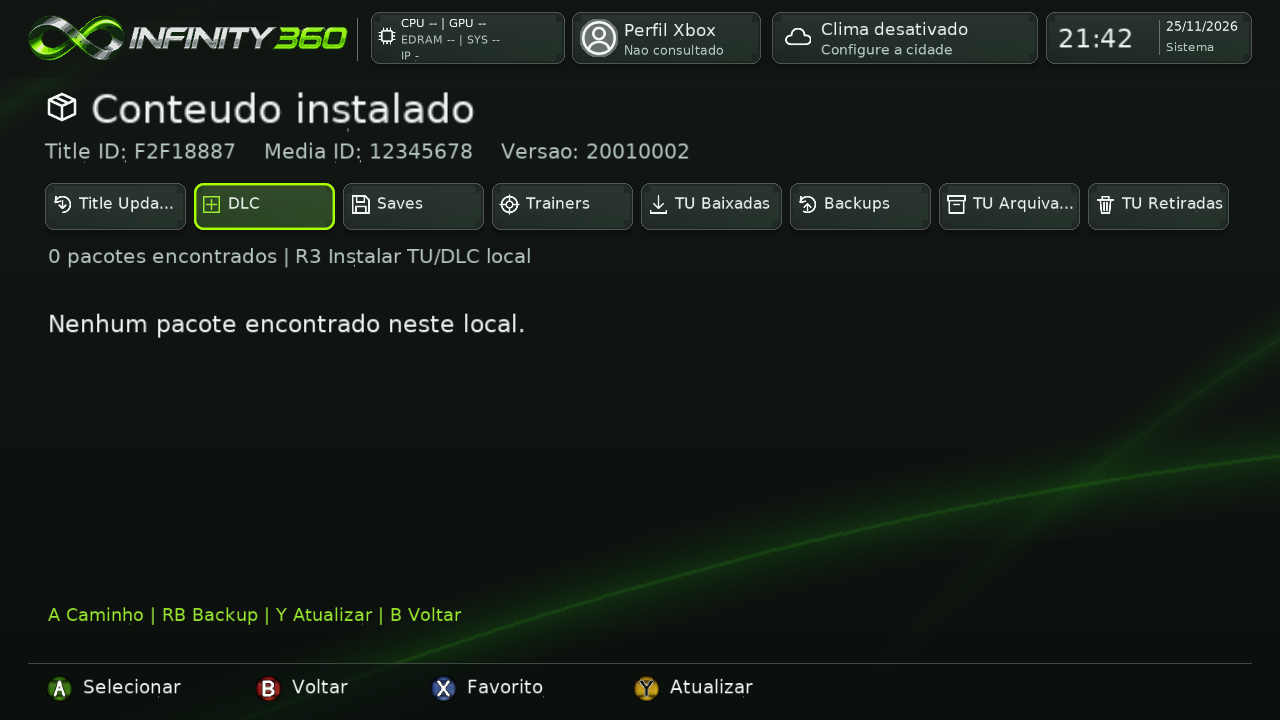 INFINITY 360
CPU -- | GPU --
EDRAM -- | SYS --
IP -
Perfil Xbox
Nao consultado
Clima desativado
Configure a cidade
21:42
25/11/2026
Sistema
Conteudo instalado
Title ID: F2F18887 Media ID: 12345678 Versao: 20010002
Title Upda... DLC Saves Trainers TU Baixadas Backups TU Arquiva... TU Retiradas
0 pacotes encontrados | R3 Instalar TU/DLC local
Nenhum pacote encontrado neste local.
A Caminho | RB Backup | Y Atualizar | B Voltar
A Selecionar B Voltar X Favorito Y Atualizar